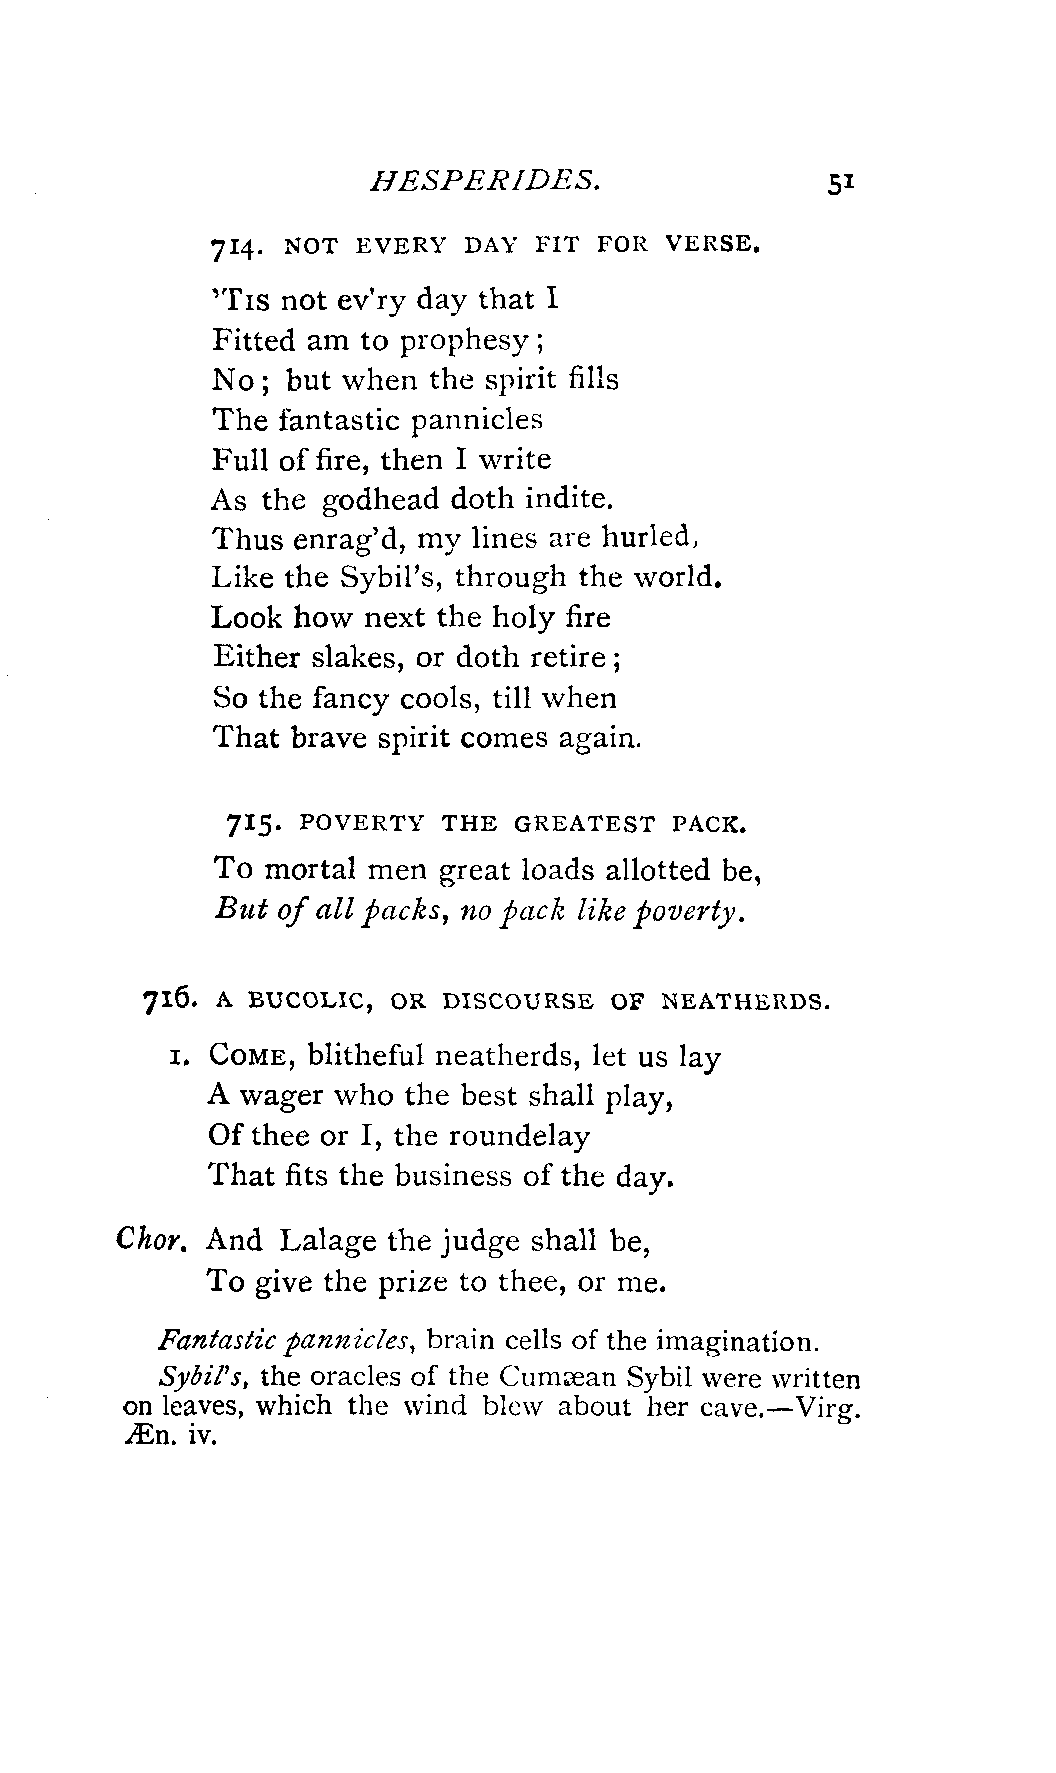 HESPERIDES. 51
714. NOT EVERY DAY FIT FOR VERSE.
'TIS not ev'ry day that I
Fitted am to prophesy;
No; but when the spirit fills
The fantastic pannicles
Full of fire, then I write
As the godhead doth indite.
Thus enrag'd, my lines are hurled,
Like the Sybil's, through the world.
Look how next the holy fire
Either slakes, or doth retire;
So the fancy cools, till when
That brave spirit comes again.
715. POVERTY THE GREATEST PACK.
To mortal men great loads allotted be,
But of all packs, no pack like poverty.
716. A BUCOLIC, OR DISCOURSE OF NEATHERDS.
1. COME, blitheful neatherds, let us lay
A wager who the best shall play,
Of thee or I, the roundelay
That fits the business of the day.
Chor. And Lalage the judge shall be,
To give the prize to thee, or me.
Fantastic pannicles, brain cells of the imagination.
Sybil's, the oracles of the Cumæan Sybil were written
on leaves, which the wind blew about her cave.—Virg.
Æn. iv.